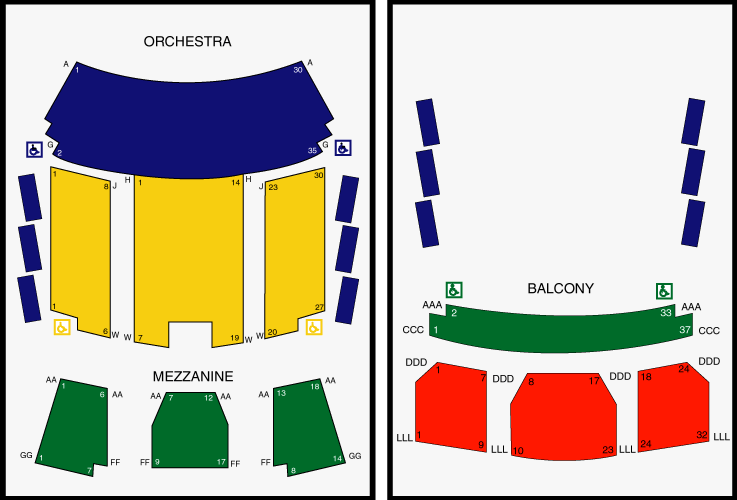 ORCHESTRA
A 1 30 A
G 2 35 G
1 8 J H 1 14 H J 23 30
1 6 W W 7 19 W W 20 27
MEZZANINE
AA 1 6 AA AA 7 12 AA AA 13 18 AA
GG 1 7 FF FF 9 17 FF FF 8 14 GG
BALCONY
AAA 2 33 AAA
CCC 1 37 CCC
DDD 1 7 DDD 8 17 DDD 18 24 DDD
LLL 1 9 LLL 10 23 LLL 24 32 LLL